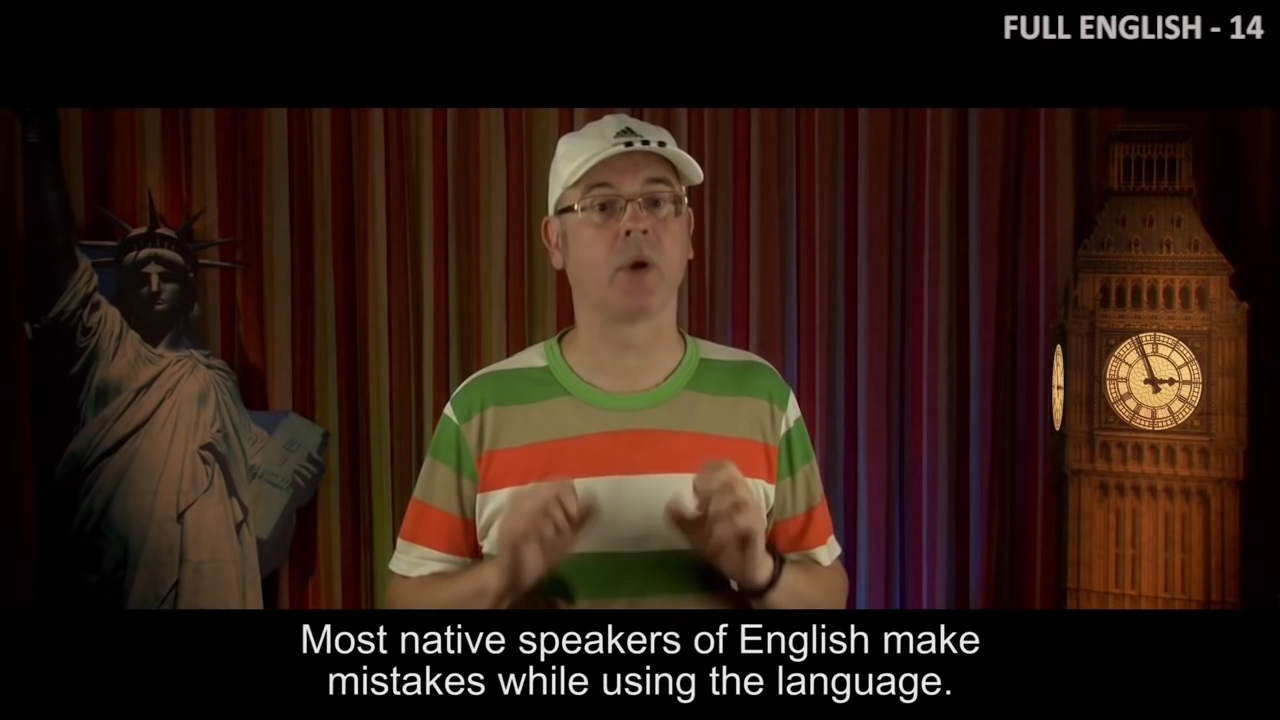 FULL ENGLISH - 14
Most native speakers of English make
mistakes while using the language.